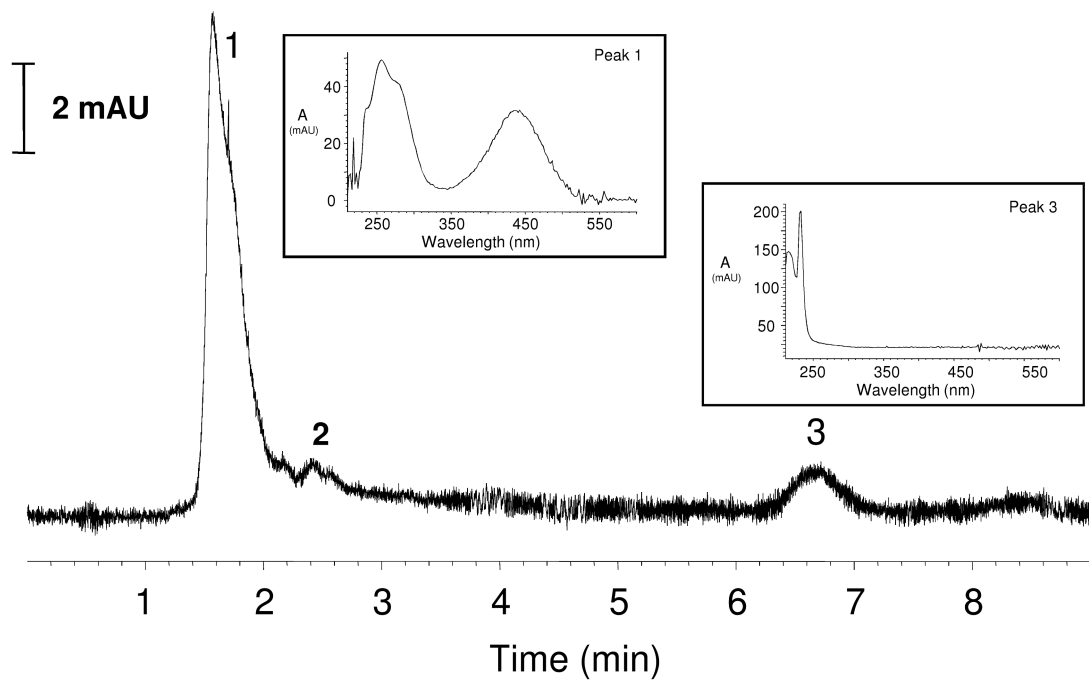 1
2 mAU
Peak 1
A
(mAU)
40
20
0
250 350 450 550
Wavelength (nm)
Peak 3
A
(mAU)
200
150
100
50
250 350 450 550
Wavelength (nm)
2
3
1 2 3 4 5 6 7 8
Time (min)